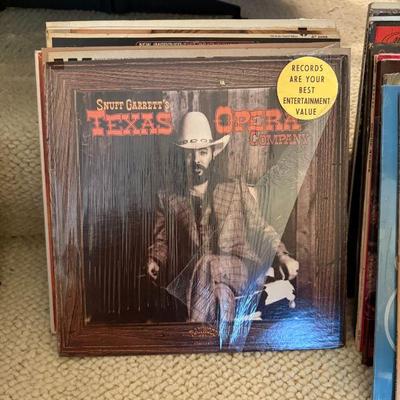 SNUFF GARRETT'S
TEXAS OPERA
COMPANY
RECORDS
ARE YOUR
BEST
ENTERTAINMENT
VALUE